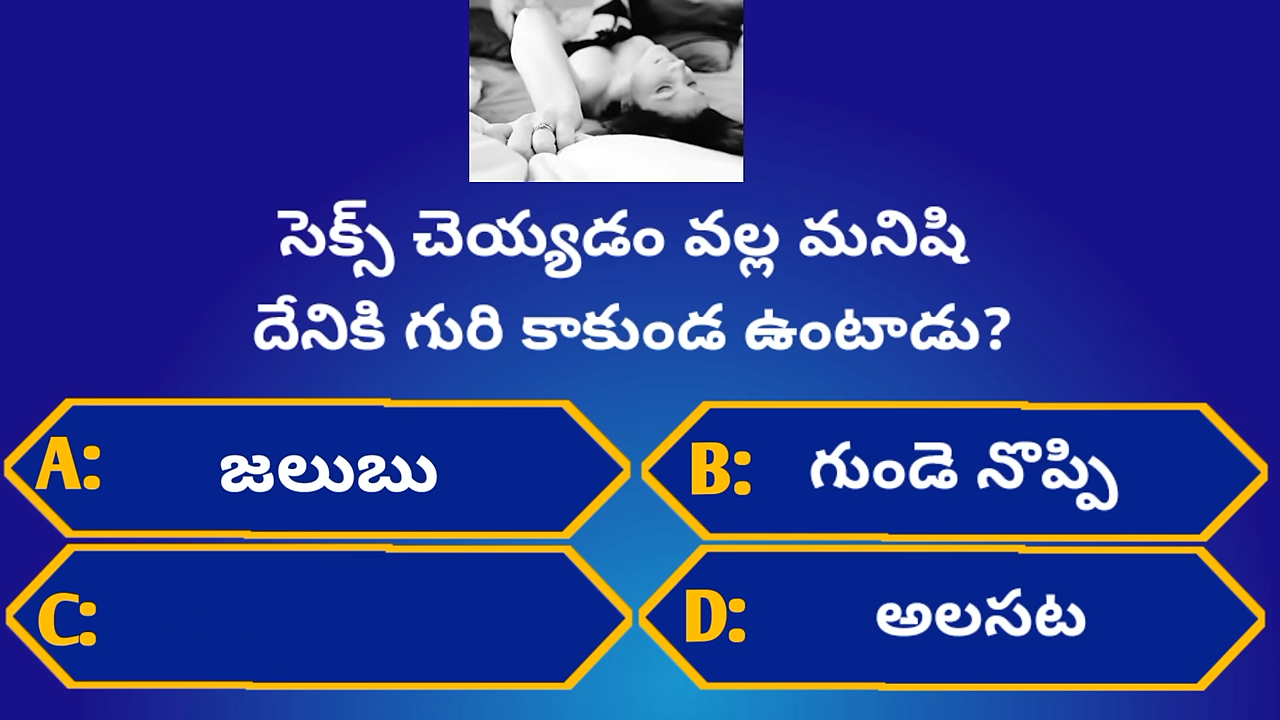 సెక్స్ చెయ్యడం వల్ల మనిషి
దేనికి గురి కాకుండ ఉంటాడు?
A: జలుబు
B: గుండె నొప్పి
C:
D: అలసట